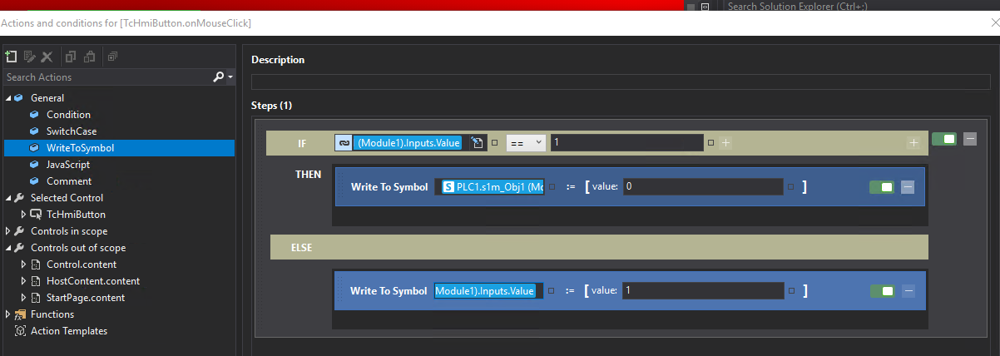 Search Solution Explorer (Ctrl+;)
Actions and conditions for [TcHmiButton.onMouseClick]
Search Actions
General
Condition
SwitchCase
WriteToSymbol
JavaScript
Comment
Selected Control
TcHmiButton
Controls in scope
Controls out of scope
Control.content
HostContent.content
StartPage.content
Functions
Action Templates
Description
Steps (1)
IF (Module1).Inputs.Value == 1
THEN
Write To Symbol S PLC1.s1m_Obj1 (Mo := [ value: 0 ]
ELSE
Write To Symbol Module1).Inputs.Value := [ value: 1 ]